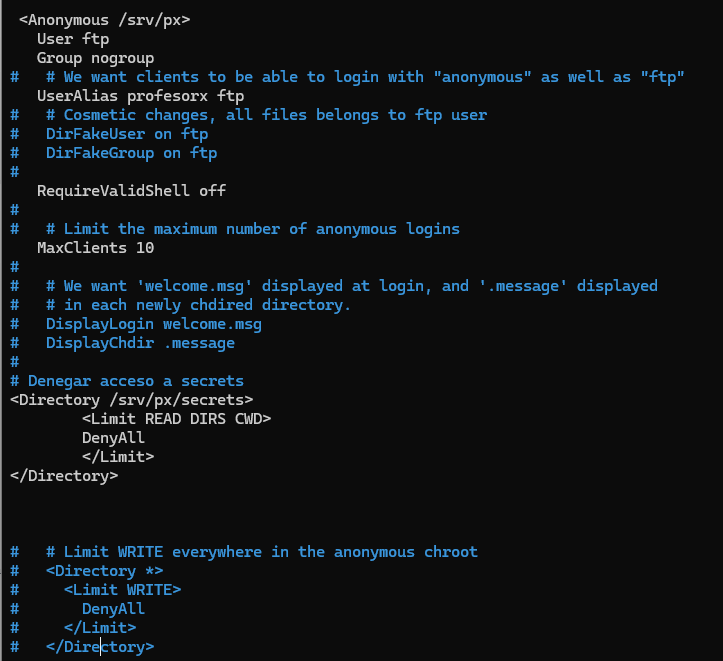 <Anonymous /srv/px>
User ftp
Group nogroup
# # We want clients to be able to login with "anonymous" as well as "ftp"
UserAlias profesorx ftp
# # Cosmetic changes, all files belongs to ftp user
# DirFakeUser on ftp
# DirFakeGroup on ftp
#
RequireValidShell off
#
# # Limit the maximum number of anonymous logins
MaxClients 10
#
# # We want 'welcome.msg' displayed at login, and '.message' displayed
# # in each newly chdired directory.
# DisplayLogin welcome.msg
# DisplayChdir .message
#
# Denegar acceso a secrets
<Directory /srv/px/secrets>
<Limit READ DIRS CWD>
DenyAll
</Limit>
</Directory>
# # Limit WRITE everywhere in the anonymous chroot
# <Directory *>
# <Limit WRITE>
# DenyAll
# </Limit>
# </Directory>